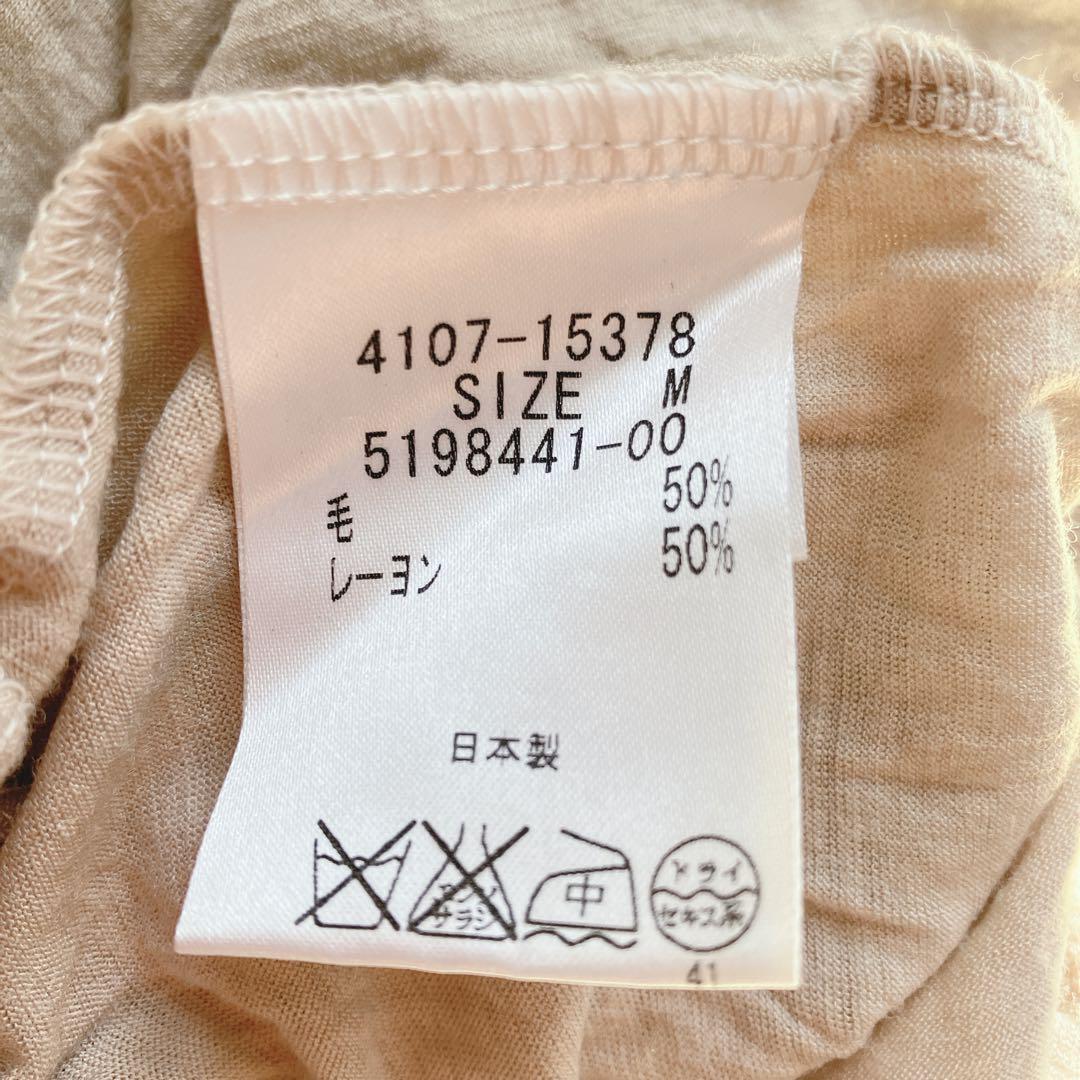 4107-15378
SIZE M
5198441-00
毛 50%
レーヨン 50%
日本製
エンソ サラシ
中
ドライ
セキユ系
41